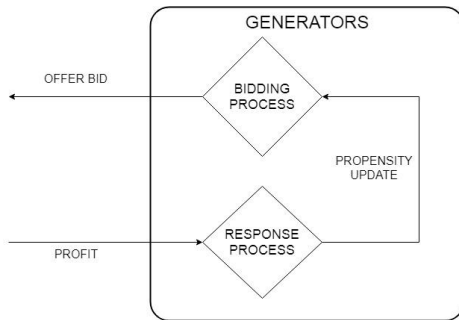 GENERATORS
OFFER BID
BIDDING
PROCESS
PROPENSITY
UPDATE
RESPONSE
PROCESS
PROFIT